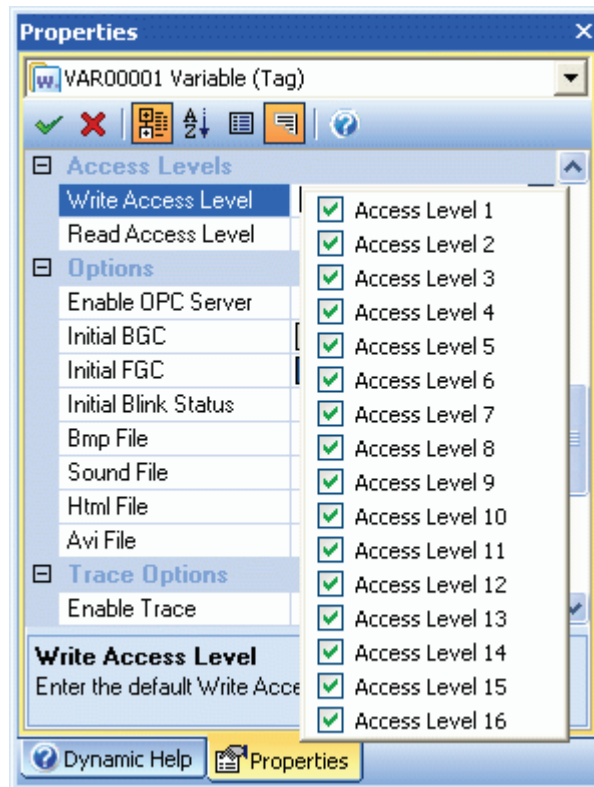 Properties
VAR00001 Variable (Tag)
Access Levels
Write Access Level
Read Access Level
Options
Enable OPC Server
Initial BGC
Initial FGC
Initial Blink Status
Bmp File
Sound File
Html File
Avi File
Trace Options
Enable Trace
Access Level 1
Access Level 2
Access Level 3
Access Level 4
Access Level 5
Access Level 6
Access Level 7
Access Level 8
Access Level 9
Access Level 10
Access Level 11
Access Level 12
Access Level 13
Access Level 14
Access Level 15
Access Level 16
Write Access Level
Enter the default Write Acce
Dynamic Help
Properties